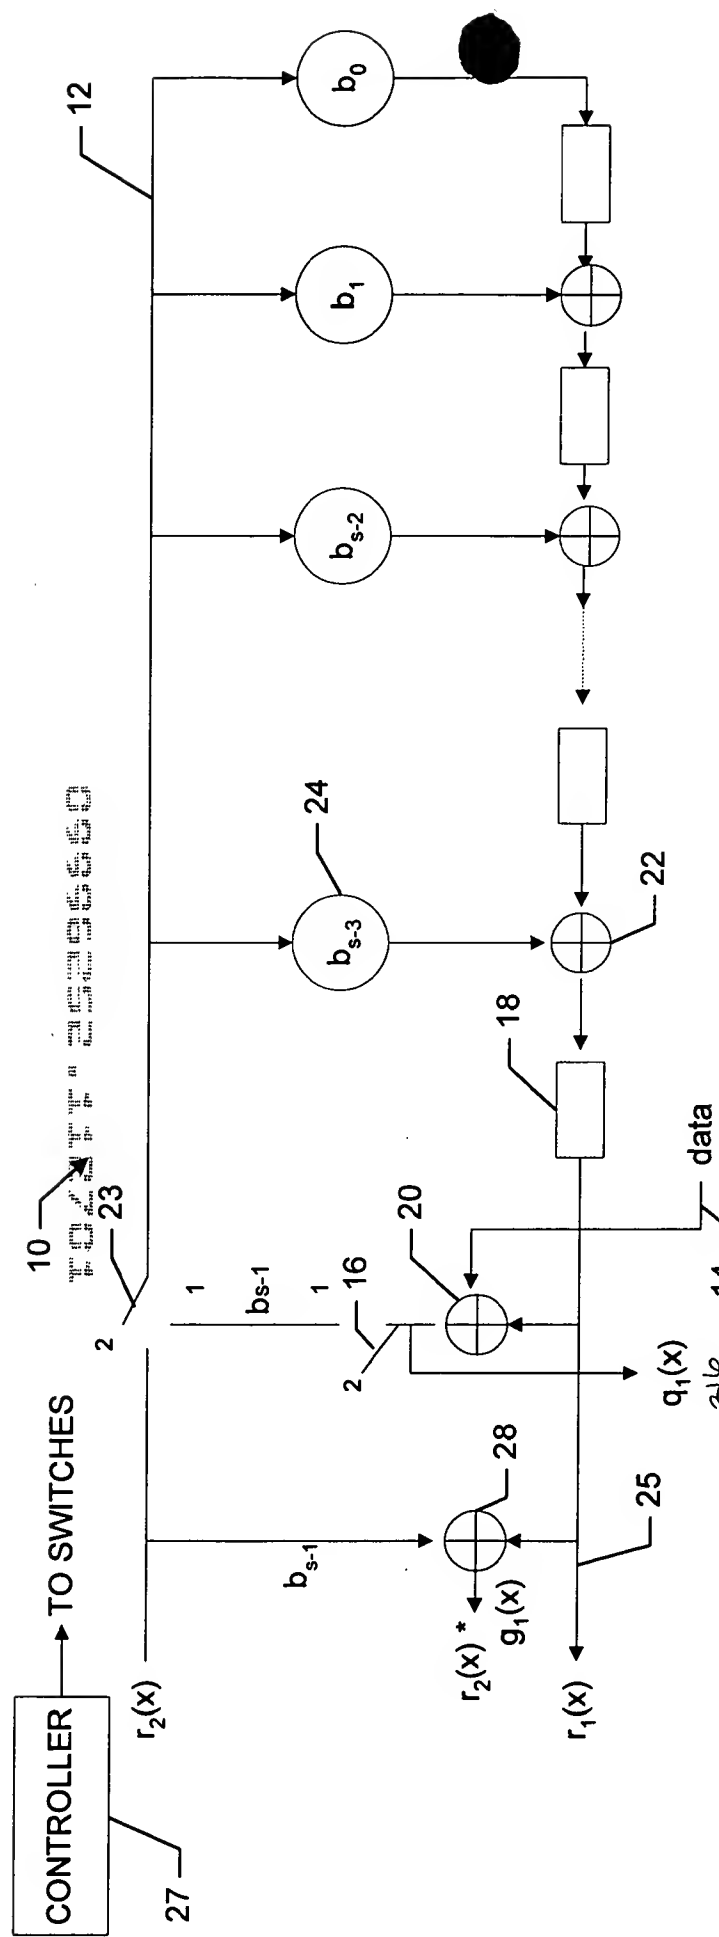 CONTROLLER
TO SWITCHES
27
10
23
12
r₂(x)
2
1
b₀
b₁
bₛ₋₂
bₛ₋₃
24
bₛ₋₁
bₛ₋₁
1
16
2
20
18
22
28
r₂(x) *
g₁(x)
r₁(x)
25
q₁(x)
data